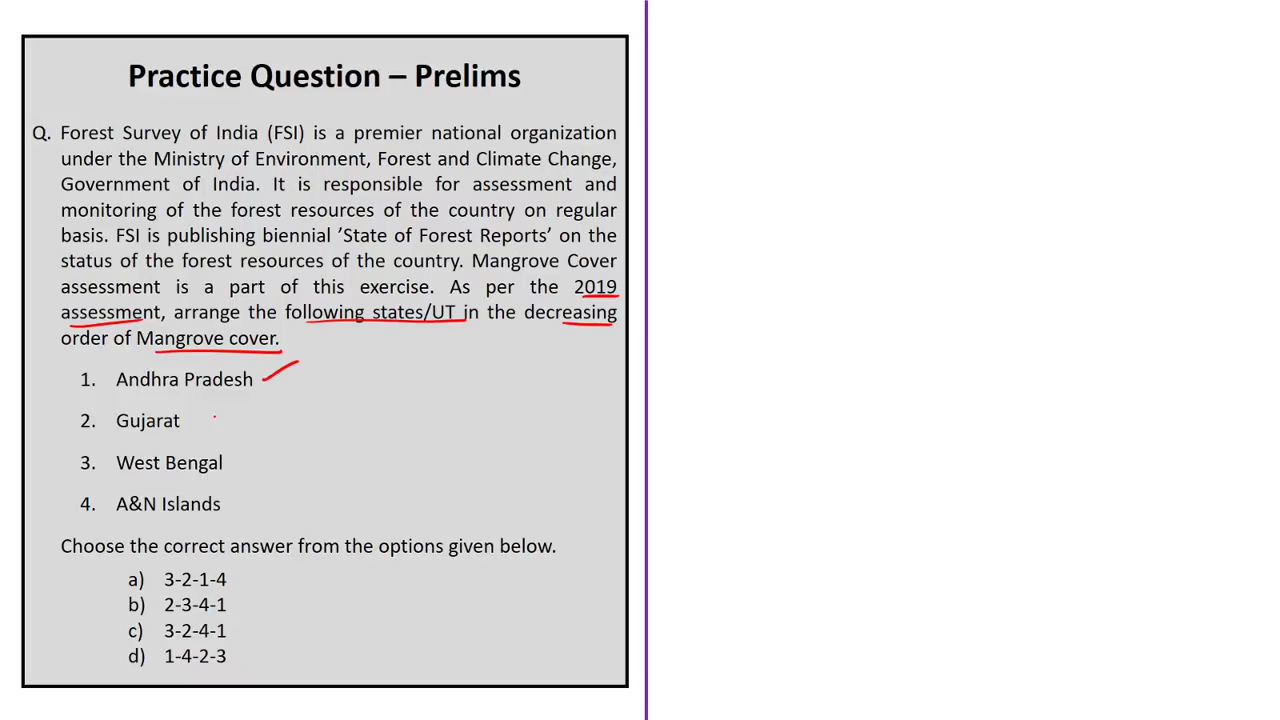 Practice Question – Prelims
Q. Forest Survey of India (FSI) is a premier national organization
under the Ministry of Environment, Forest and Climate Change,
Government of India. It is responsible for assessment and
monitoring of the forest resources of the country on regular
basis. FSI is publishing biennial ’State of Forest Reports’ on the
status of the forest resources of the country. Mangrove Cover
assessment is a part of this exercise. As per the 2019
assessment, arrange the following states/UT in the decreasing
order of Mangrove cover.
1. Andhra Pradesh
2. Gujarat
3. West Bengal
4. A&N Islands
Choose the correct answer from the options given below.
a) 3-2-1-4
b) 2-3-4-1
c) 3-2-4-1
d) 1-4-2-3